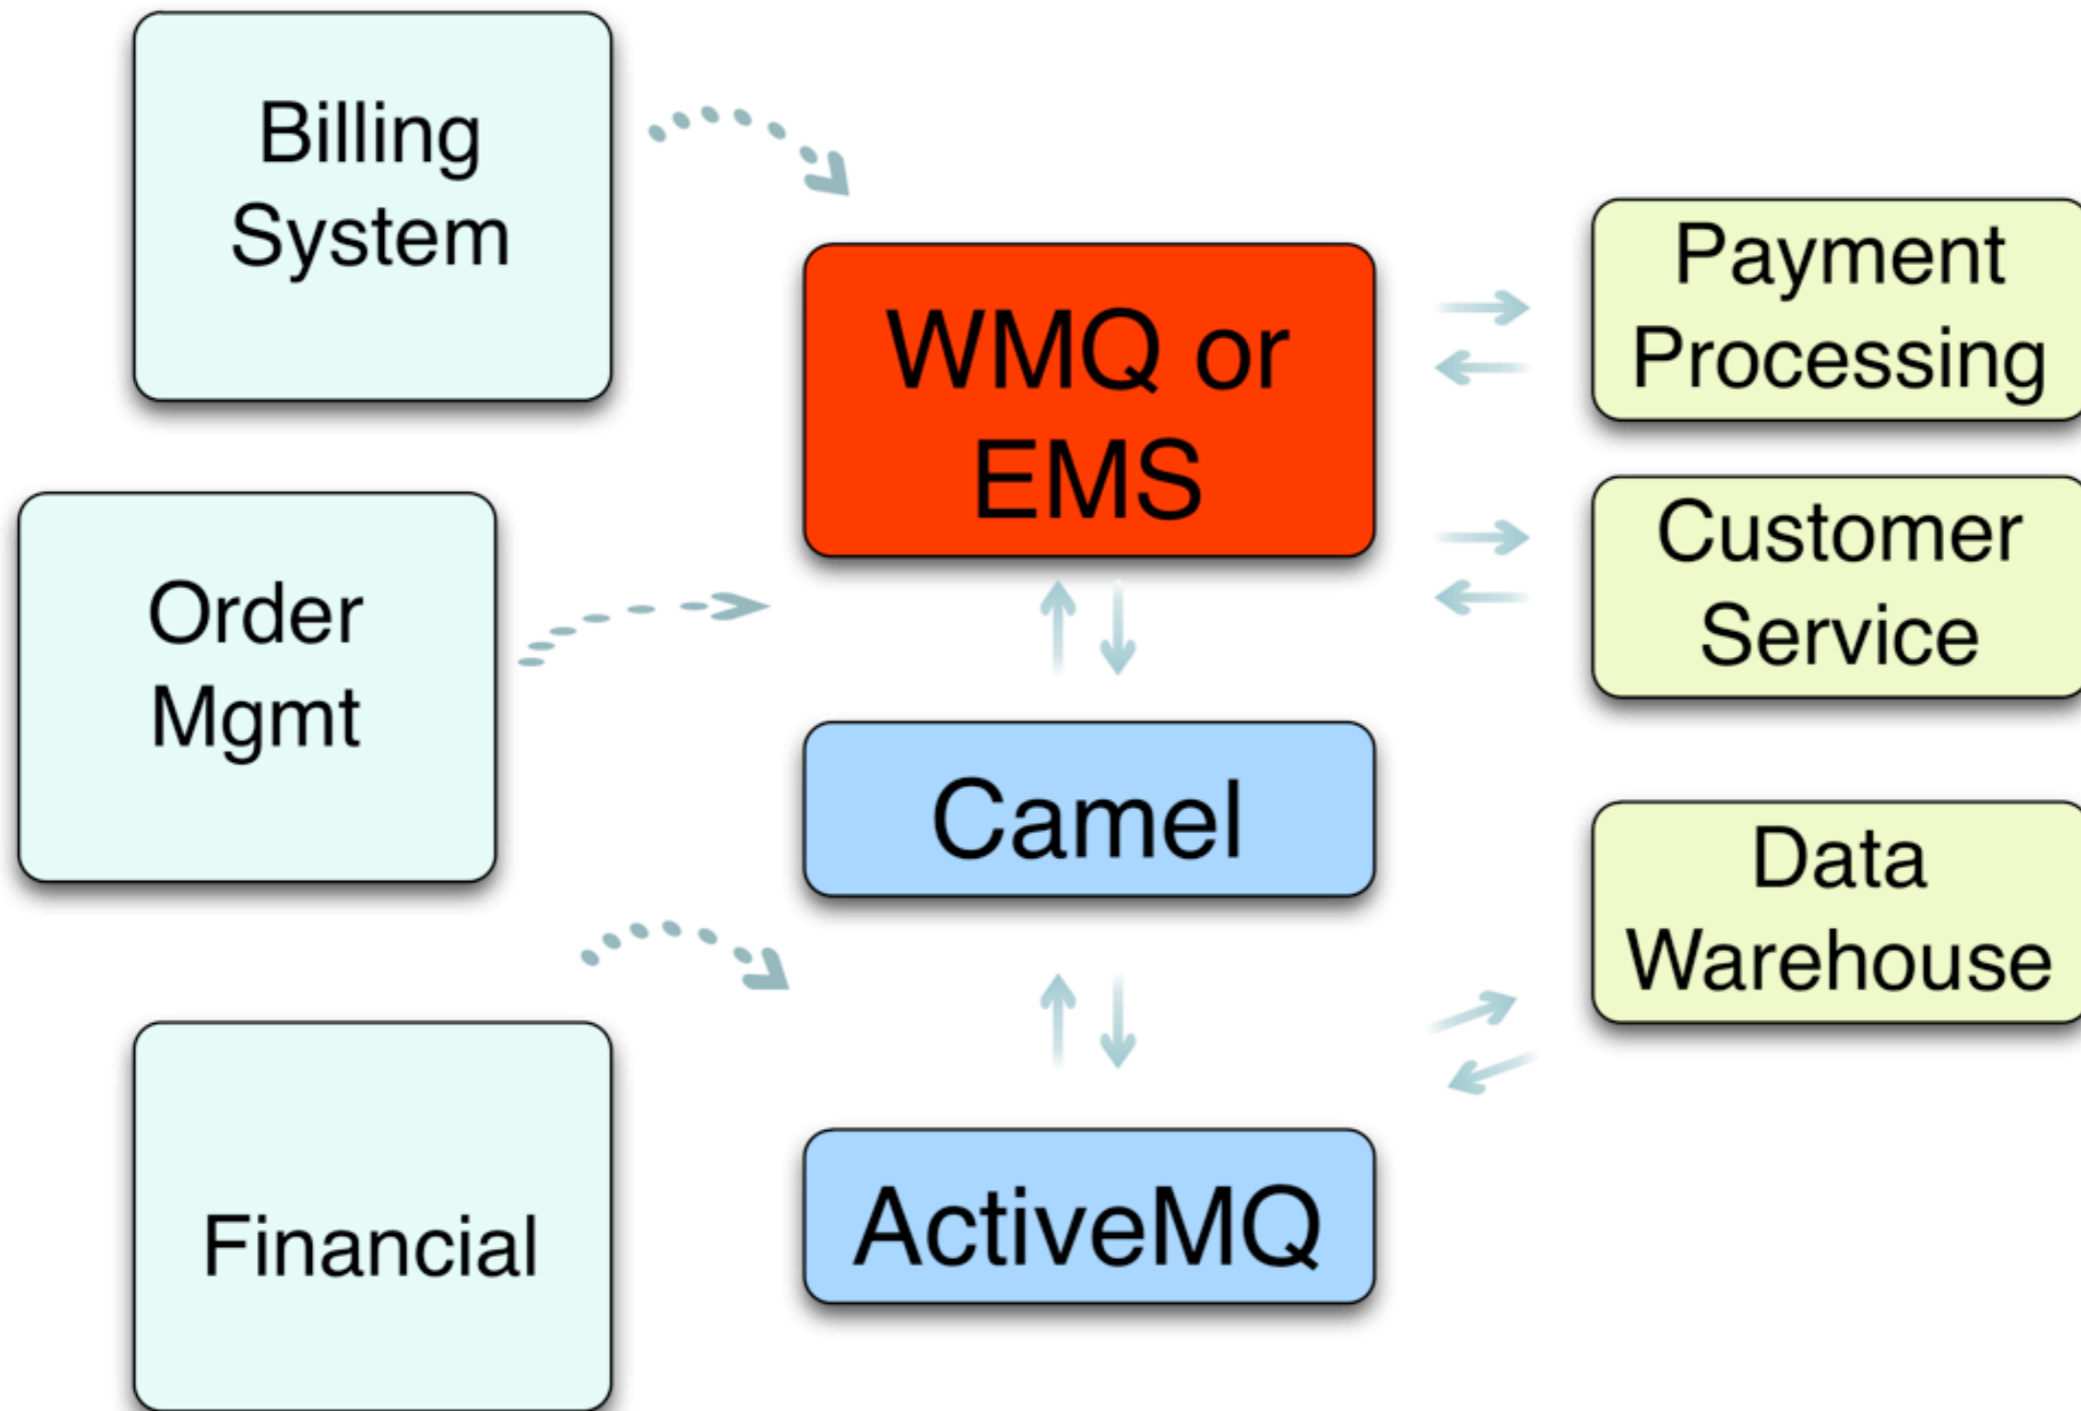 Billing
System
Order
Mgmt
Financial
WMQ or
EMS
Camel
ActiveMQ
Payment
Processing
Customer
Service
Data
Warehouse